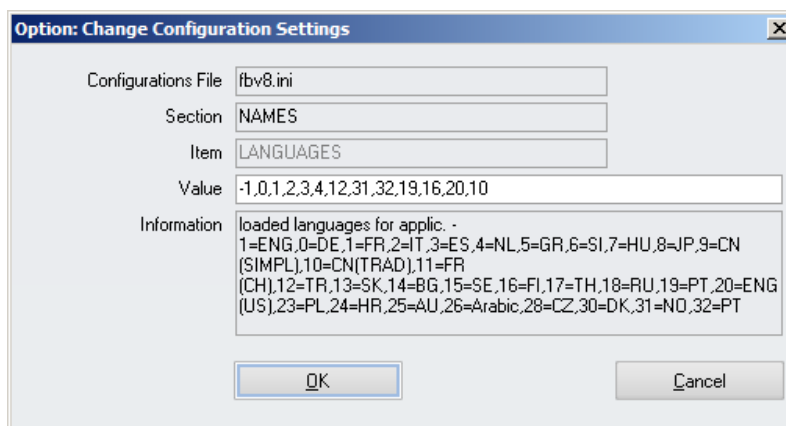 Option: Change Configuration Settings
Configurations File fbv8.ini
Section NAMES
Item LANGUAGES
Value -1,0,1,2,3,4,12,31,32,19,16,20,10
Information loaded languages for applic. -
1=ENG,0=DE,1=FR,2=IT,3=ES,4=NL,5=GR,6=SI,7=HU,8=JP,9=CN
(SIMPL),10=CN(TRAD),11=FR
(CH),12=TR,13=SK,14=BG,15=SE,16=FI,17=TH,18=RU,19=PT,20=ENG
(US),23=PL,24=HR,25=AU,26=Arabic,28=CZ,30=DK,31=NO,32=PT
OK Cancel